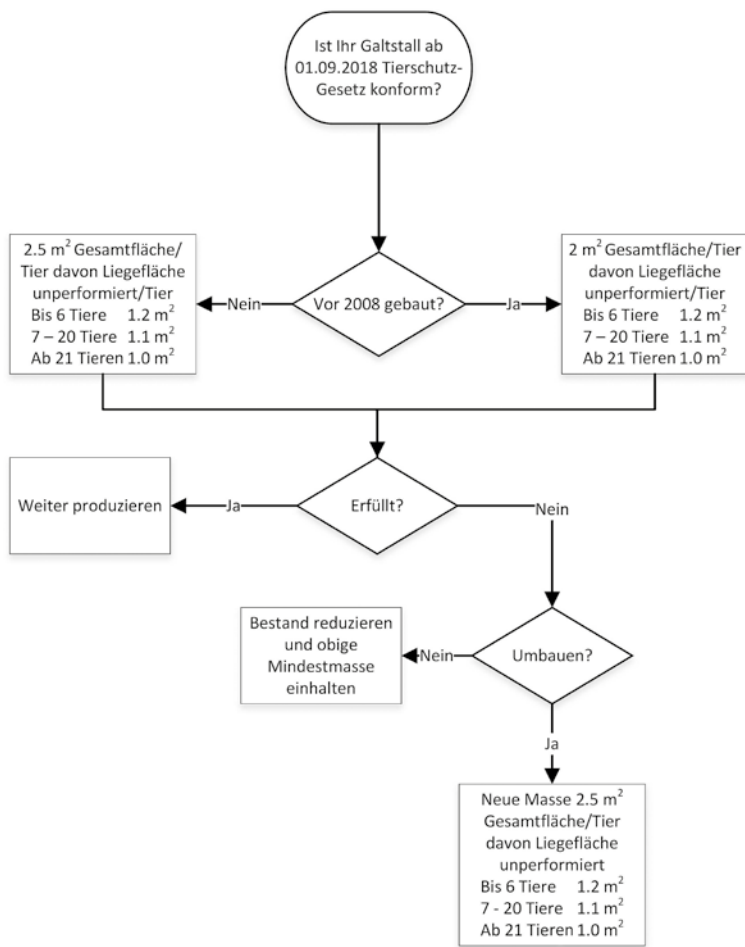 Ist Ihr Galtstall ab
01.09.2018 Tierschutz-
Gesetz konform?
2.5 m² Gesamtfläche/
Tier davon Liegefläche
unperformiert/Tier
Bis 6 Tiere 1.2 m²
7 – 20 Tiere 1.1 m²
Ab 21 Tieren 1.0 m²
Nein
Vor 2008 gebaut?
Ja
2 m² Gesamtfläche/Tier
davon Liegefläche
unperformiert/Tier
Bis 6 Tiere 1.2 m²
7 – 20 Tiere 1.1 m²
Ab 21 Tieren 1.0 m²
Weiter produzieren
Ja
Erfüllt?
Nein
Bestand reduzieren
und obige
Mindestmasse
einhalten
Nein
Umbauen?
Ja
Neue Masse 2.5 m²
Gesamtfläche/Tier
davon Liegefläche
unperformiert
Bis 6 Tiere 1.2 m²
7 - 20 Tiere 1.1 m²
Ab 21 Tieren 1.0 m²